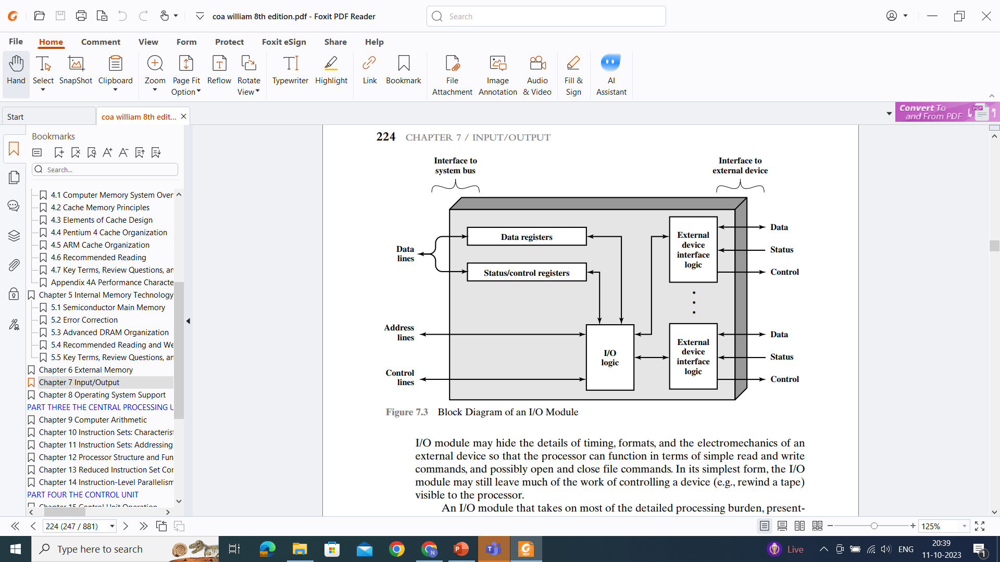 coa william 8th edition.pdf - Foxit PDF Reader
Search
File
Home
Comment
View
Form
Protect
Foxit eSign
Share
Help
Hand
Select
SnapShot
Clipboard
Zoom
Page Fit
Option
Reflow
Rotate
View
Typewriter
Highlight
Link
Bookmark
File
Attachment
Image
Annotation
Audio
& Video
Fill &
Sign
AI
Assistant
Start
coa william 8th edit...
Convert To
and From PDF
PDF
Bookmarks
Search...
4.1 Computer Memory System Over
4.2 Cache Memory Principles
4.3 Elements of Cache Design
4.4 Pentium 4 Cache Organization
4.5 ARM Cache Organization
4.6 Recommended Reading
4.7 Key Terms, Review Questions, an
Appendix 4A Performance Characte
Chapter 5 Internal Memory Technology
5.1 Semiconductor Main Memory
5.2 Error Correction
5.3 Advanced DRAM Organization
5.4 Recommended Reading and We
5.5 Key Terms, Review Questions, an
Chapter 6 External Memory
Chapter 7 Input/Output
Chapter 8 Operating System Support
PART THREE THE CENTRAL PROCESSING U
Chapter 9 Computer Arithmetic
Chapter 10 Instruction Sets: Characterist
Chapter 11 Instruction Sets: Addressing
Chapter 12 Processor Structure and Fun
Chapter 13 Reduced Instruction Set Cor
Chapter 14 Instruction-Level Parallelism
PART FOUR THE CONTROL UNIT
Chapter 15 Control Unit Operation
224 CHAPTER 7 / INPUT/OUTPUT
Interface to
system bus
Interface to
external device
Data
lines
Data registers
Status/control registers
External
device
interface
logic
Data
Status
Control
Address
lines
Control
lines
I/O
logic
External
device
interface
logic
Data
Status
Control
Figure 7.3 Block Diagram of an I/O Module
I/O module may hide the details of timing, formats, and the electromechanics of an
external device so that the processor can function in terms of simple read and write
commands, and possibly open and close file commands. In its simplest form, the I/O
module may still leave much of the work of controlling a device (e.g., rewind a tape)
visible to the processor.
An I/O module that takes on most of the detailed processing burden, present-
224 (247 / 881)
125%
Type here to search
Live
ENG
20:39
11-10-2023
1